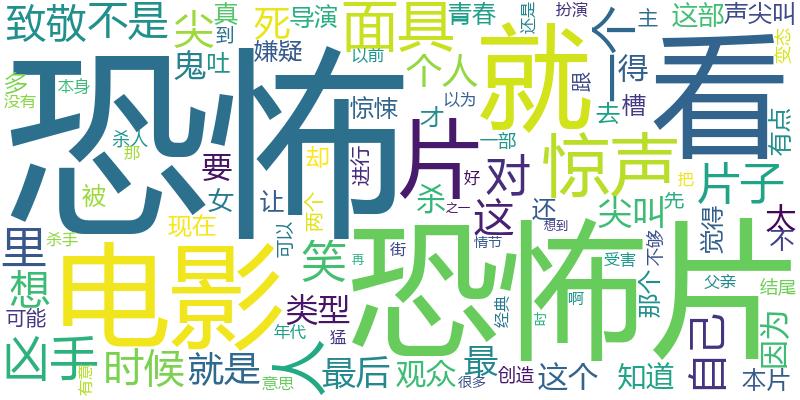 致敬
不是
尖
真
到
死
导演
面具
青春
还是
扮演
这部
声
尖叫
主
变态
嫌疑
以前
鬼
吐
多
没有
本身
恐怖
惊悚
个人
才
就
一个
得
跟
去
槽
看
有点
杀人
那
被
要
女
让
却
两个
进行
片
一部
好
对
惊声
杀
这
还
之一
想到
尖叫
先
把
片子
觉得
大
不
现在
杀手
里
想
可能
电影
可以
笑
街
再
恐怖片
情节
不够
受害
那个
父亲
自己
因为
结尾
类型
年代
猛
经典
时
啊
凶手
时候
有意
就是
意思
人
最后
观众
最
很多
创造
这个
知道
本片